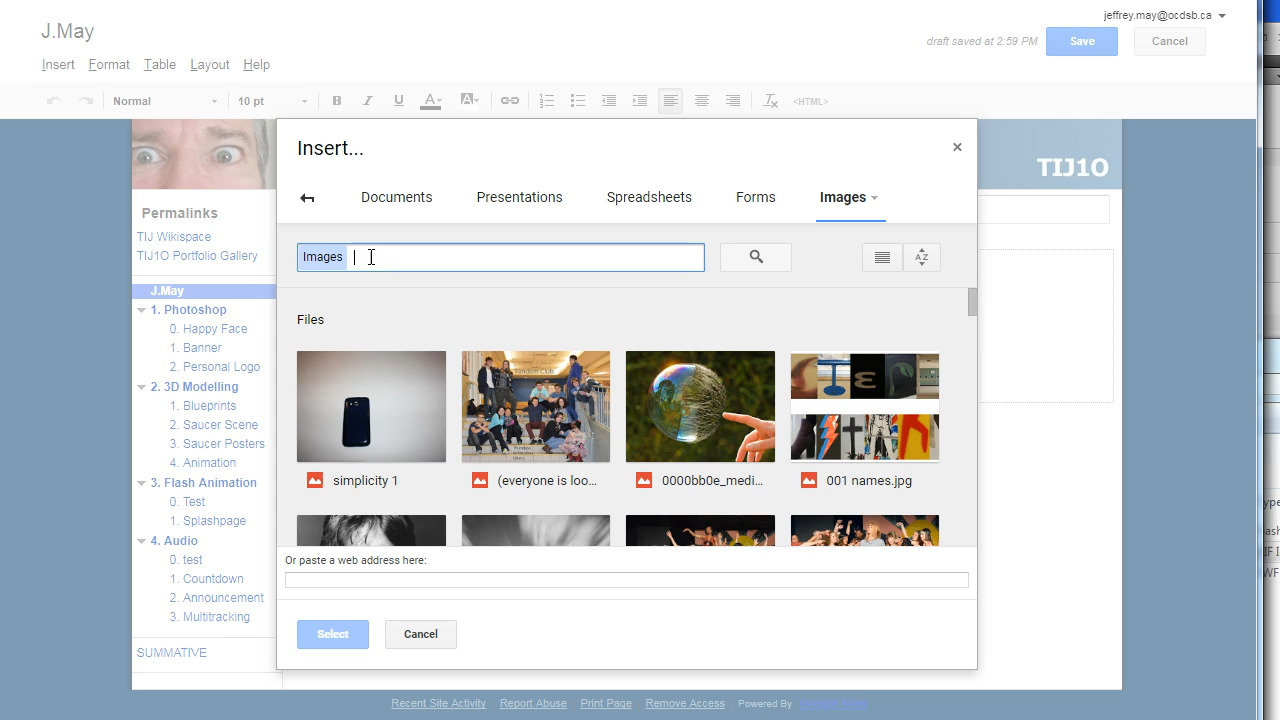 jeffrey.may@ocdsb.ca
J.May
draft saved at 2:59 PM
Save
Cancel
Insert
Format
Table
Layout
Help
Normal
10 pt
B
I
U
A
A
<HTML>
TIJ1O
Permalinks
TIJ Wikispace
TIJ1O Portfolio Gallery
J.May
1. Photoshop
0. Happy Face
1. Banner
2. Personal Logo
2. 3D Modelling
1. Blueprints
2. Saucer Scene
3. Saucer Posters
4. Animation
3. Flash Animation
0. Test
1. Splashpage
4. Audio
0. test
1. Countdown
2. Announcement
3. Multitracking
SUMMATIVE
Insert...
×
Documents
Presentations
Spreadsheets
Forms
Images
Images
AZ
Files
simplicity 1
(everyone is loo...
0000bb0e_medi...
001 names.jpg
Or paste a web address here:
Select
Cancel
Recent Site Activity
Report Abuse
Print Page
Remove Access
Powered By